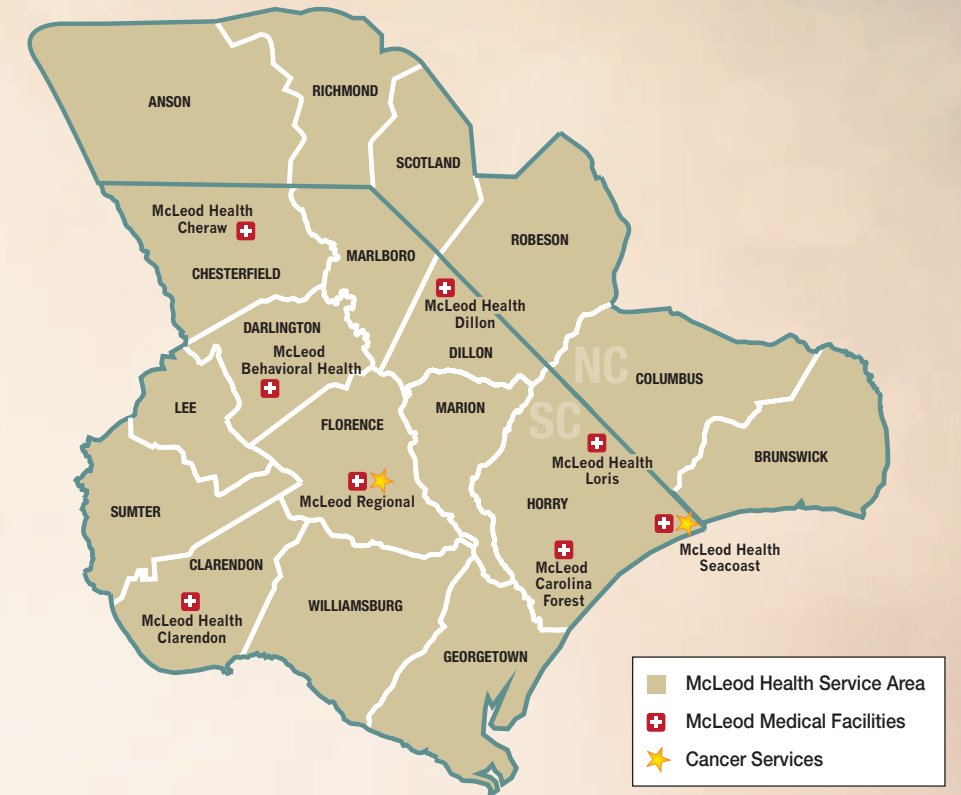 RICHMOND
ANSON
SCOTLAND
McLeod Health
Cheraw
ROBESON
MARLBORO
CHESTERFIELD
McLeod Health
Dillon
DARLINGTON
McLeod
Behavioral Health
DILLON
NC
COLUMBUS
LEE
MARION
SC
FLORENCE
McLeod Health
Loris
BRUNSWICK
McLeod Regional
HORRY
SUMTER
McLeod Health
Seacoast
CLARENDON
McLeod
Carolina
Forest
WILLIAMSBURG
McLeod Health
Clarendon
GEORGETOWN
McLeod Health Service Area
McLeod Medical Facilities
Cancer Services